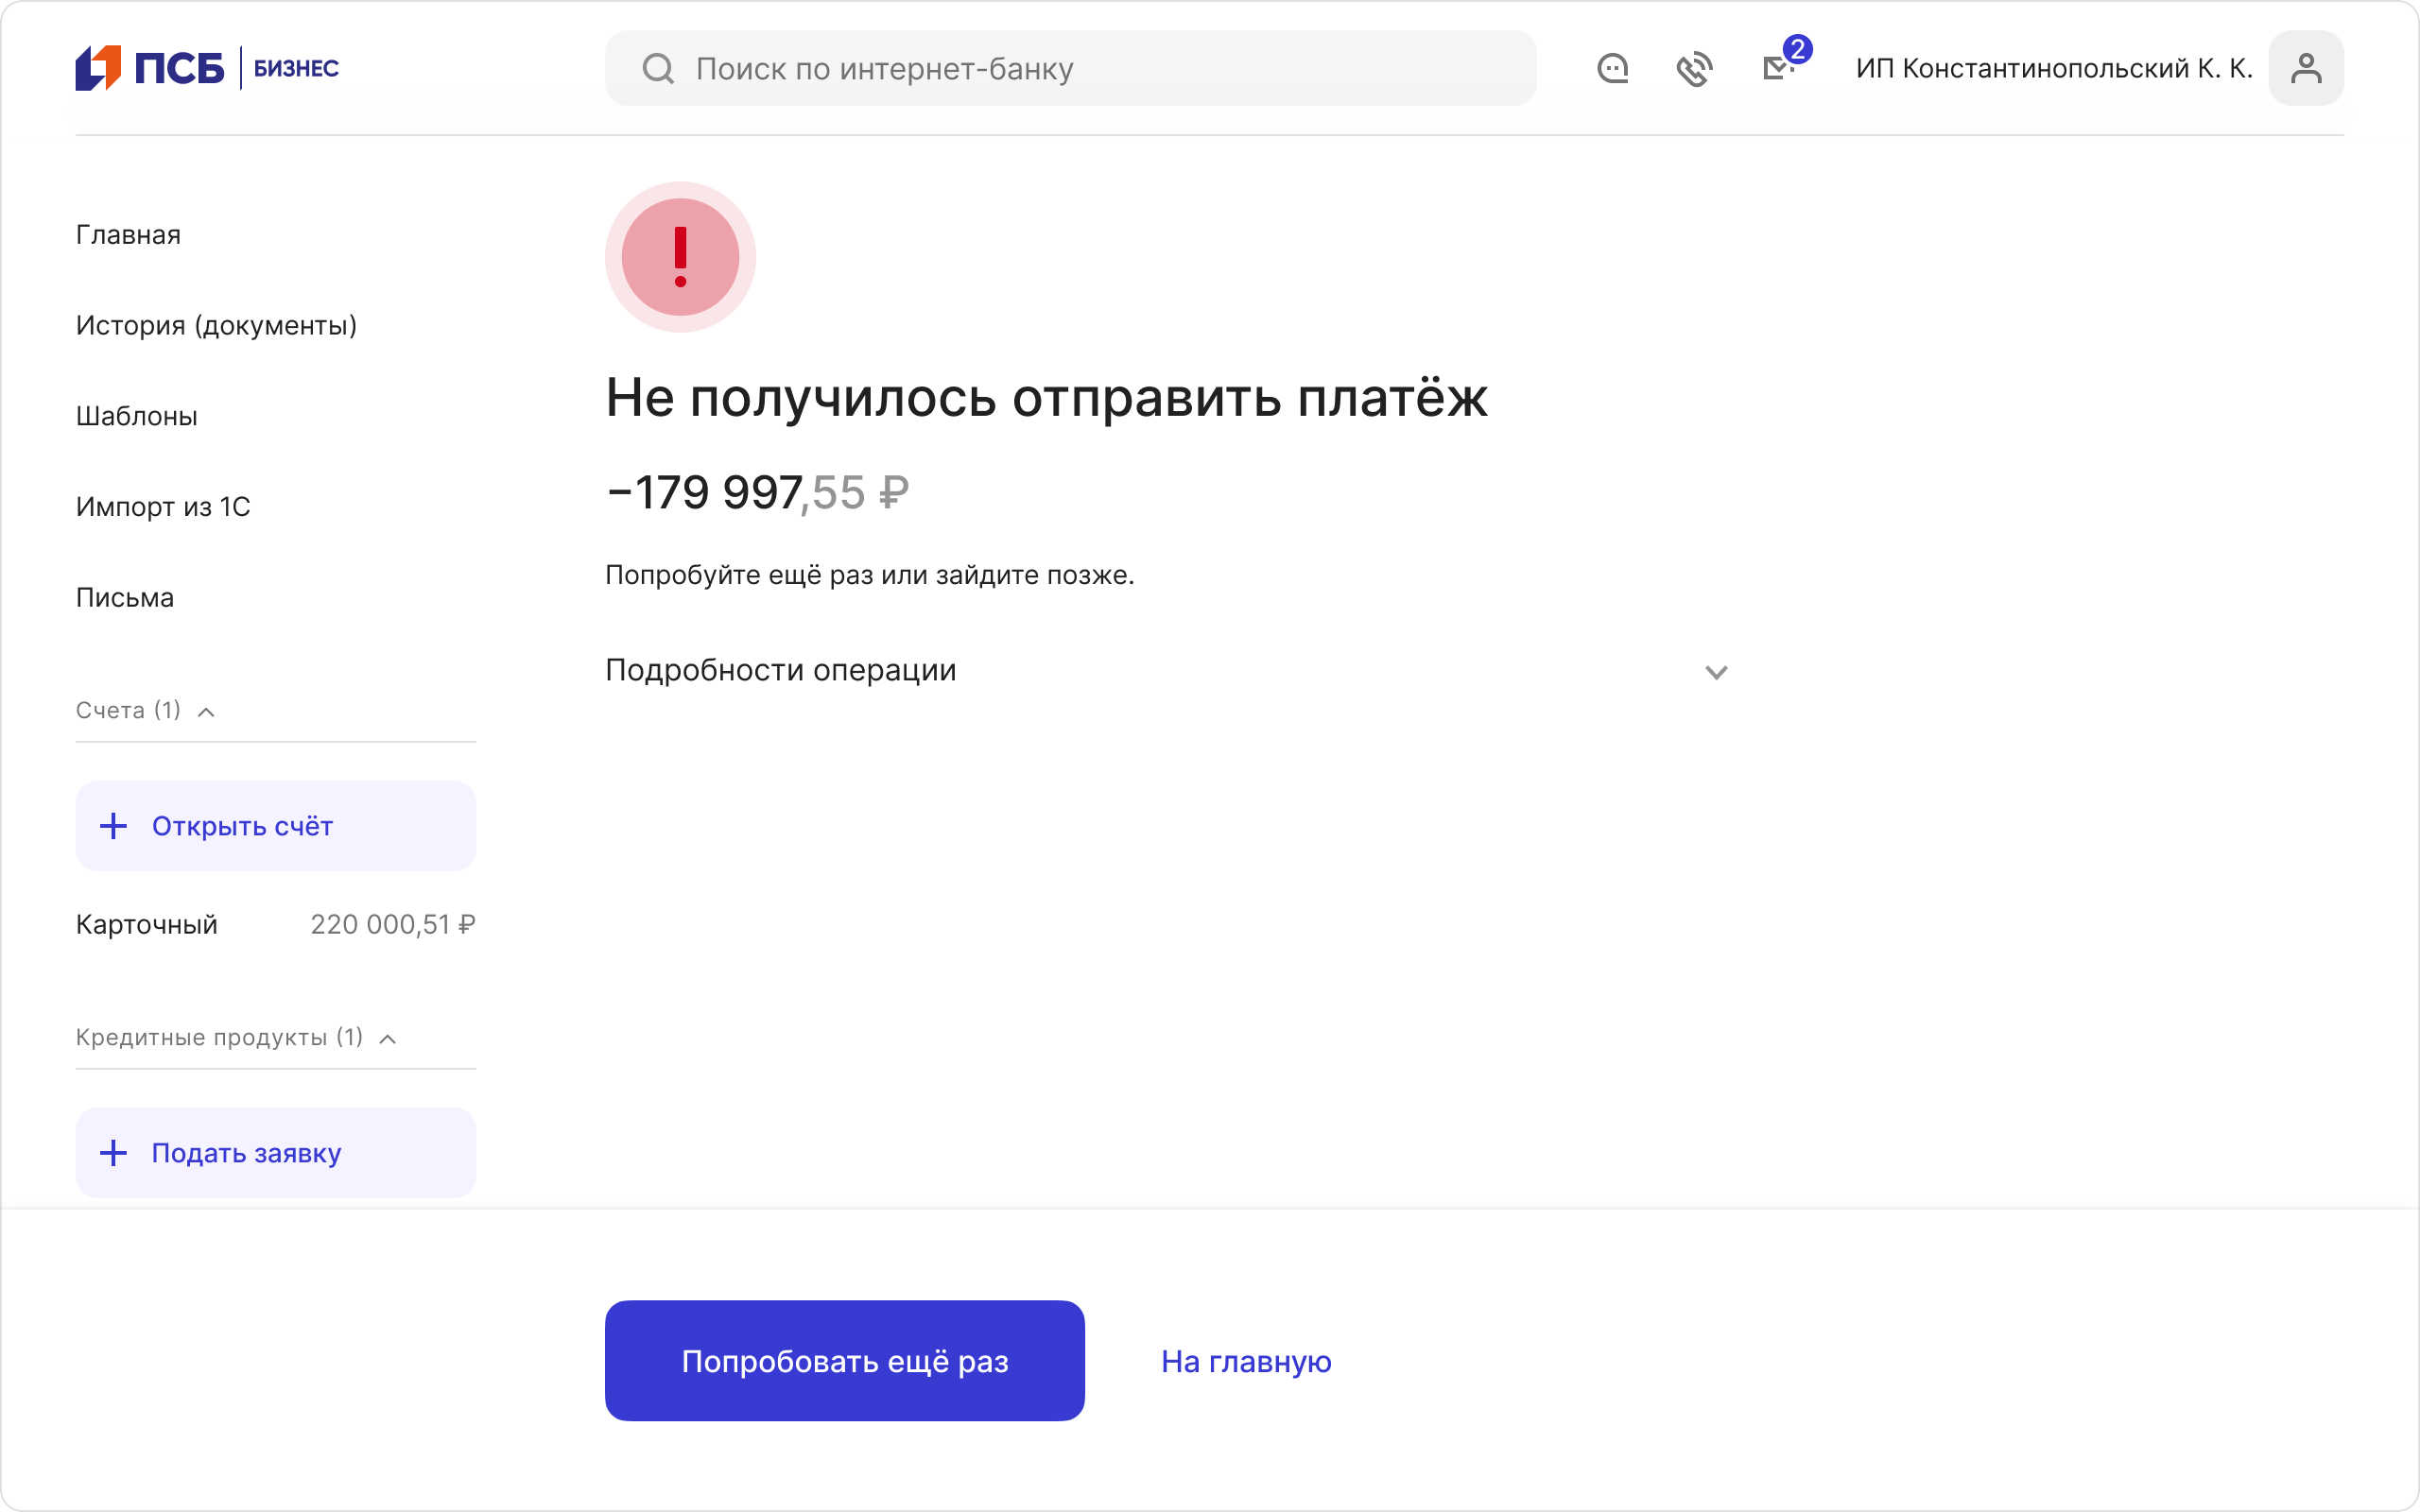 ПСБ БИЗНЕС
Поиск по интернет-банку
2
ИП Константинопольский К. К.
Главная
История (документы)
Шаблоны
Импорт из 1С
Письма
Счета (1)
Открыть счёт
Карточный 220 000,51 ₽
Кредитные продукты (1)
Подать заявку
Не получилось отправить платёж
−179 997,55 ₽
Попробуйте ещё раз или зайдите позже.
Подробности операции
Попробовать ещё раз
На главную